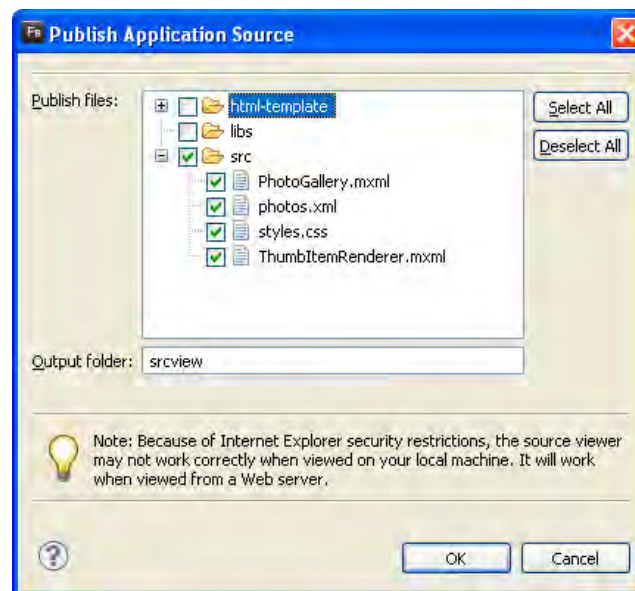 FB Publish Application Source
Publish files:
html-template
libs
src
PhotoGallery.mxml
photos.xml
styles.css
ThumbItemRenderer.mxml
Select All
Deselect All
Output folder: srcview
Note: Because of Internet Explorer security restrictions, the source viewer
may not work correctly when viewed on your local machine. It will work
when viewed from a Web server.
OK
Cancel